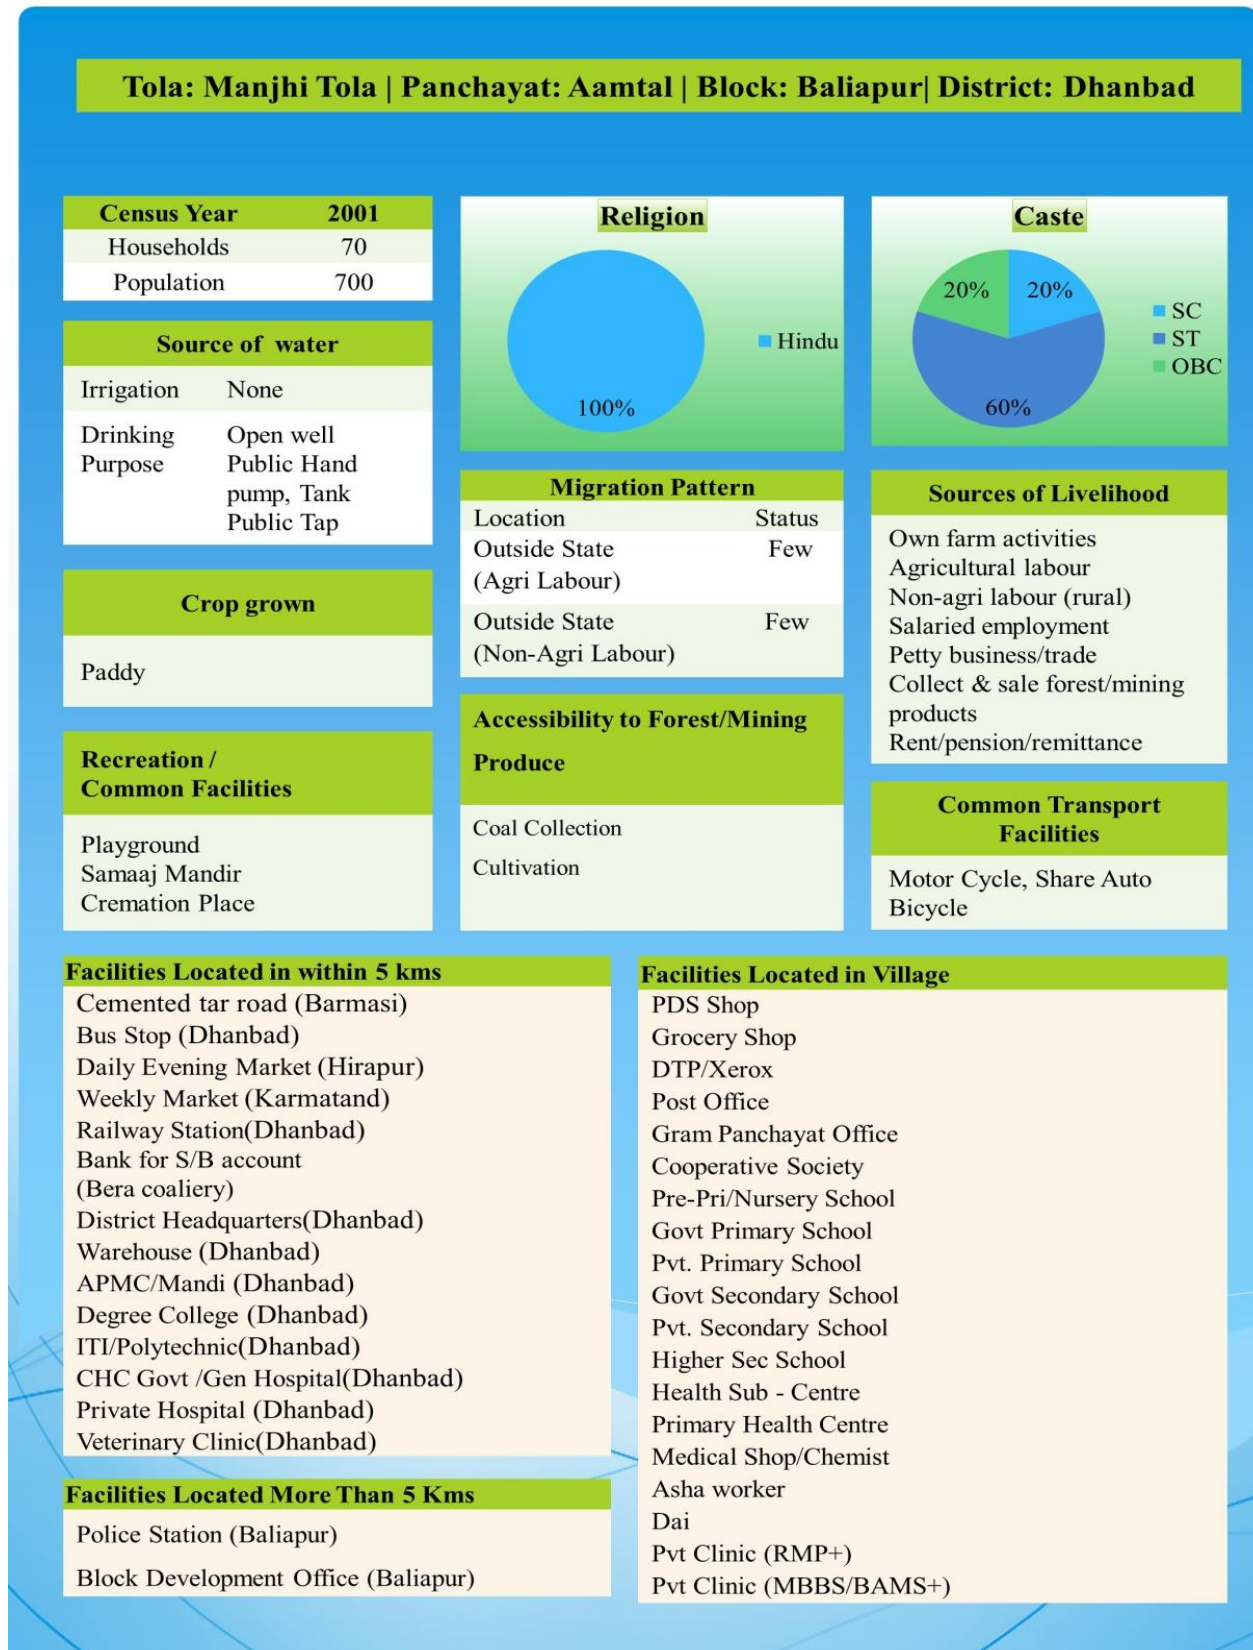 Tola: Manjhi Tola | Panchayat: Aamtal | Block: Baliapur| District: Dhanbad
Census Year 2001
Households 70
Population 700
Source of water
Irrigation None
Drinking Open well
Purpose Public Hand
pump, Tank
Public Tap
Crop grown
Paddy
Recreation /
Common Facilities
Playground
Samaaj Mandir
Cremation Place
Religion
Hindu
100%
Migration Pattern
Location Status
Outside State Few
(Agri Labour)
Outside State Few
(Non-Agri Labour)
Accessibility to Forest/Mining
Produce
Coal Collection
Cultivation
Caste
20% 20%
SC
ST
OBC
60%
Sources of Livelihood
Own farm activities
Agricultural labour
Non-agri labour (rural)
Salaried employment
Petty business/trade
Collect & sale forest/mining
products
Rent/pension/remittance
Common Transport
Facilities
Motor Cycle, Share Auto
Bicycle
Facilities Located in within 5 kms
Cemented tar road (Barmasi)
Bus Stop (Dhanbad)
Daily Evening Market (Hirapur)
Weekly Market (Karmatand)
Railway Station(Dhanbad)
Bank for S/B account
(Bera coaliery)
District Headquarters(Dhanbad)
Warehouse (Dhanbad)
APMC/Mandi (Dhanbad)
Degree College (Dhanbad)
ITI/Polytechnic(Dhanbad)
CHC Govt /Gen Hospital(Dhanbad)
Private Hospital (Dhanbad)
Veterinary Clinic(Dhanbad)
Facilities Located More Than 5 Kms
Police Station (Baliapur)
Block Development Office (Baliapur)
Facilities Located in Village
PDS Shop
Grocery Shop
DTP/Xerox
Post Office
Gram Panchayat Office
Cooperative Society
Pre-Pri/Nursery School
Govt Primary School
Pvt. Primary School
Govt Secondary School
Pvt. Secondary School
Higher Sec School
Health Sub - Centre
Primary Health Centre
Medical Shop/Chemist
Asha worker
Dai
Pvt Clinic (RMP+)
Pvt Clinic (MBBS/BAMS+)